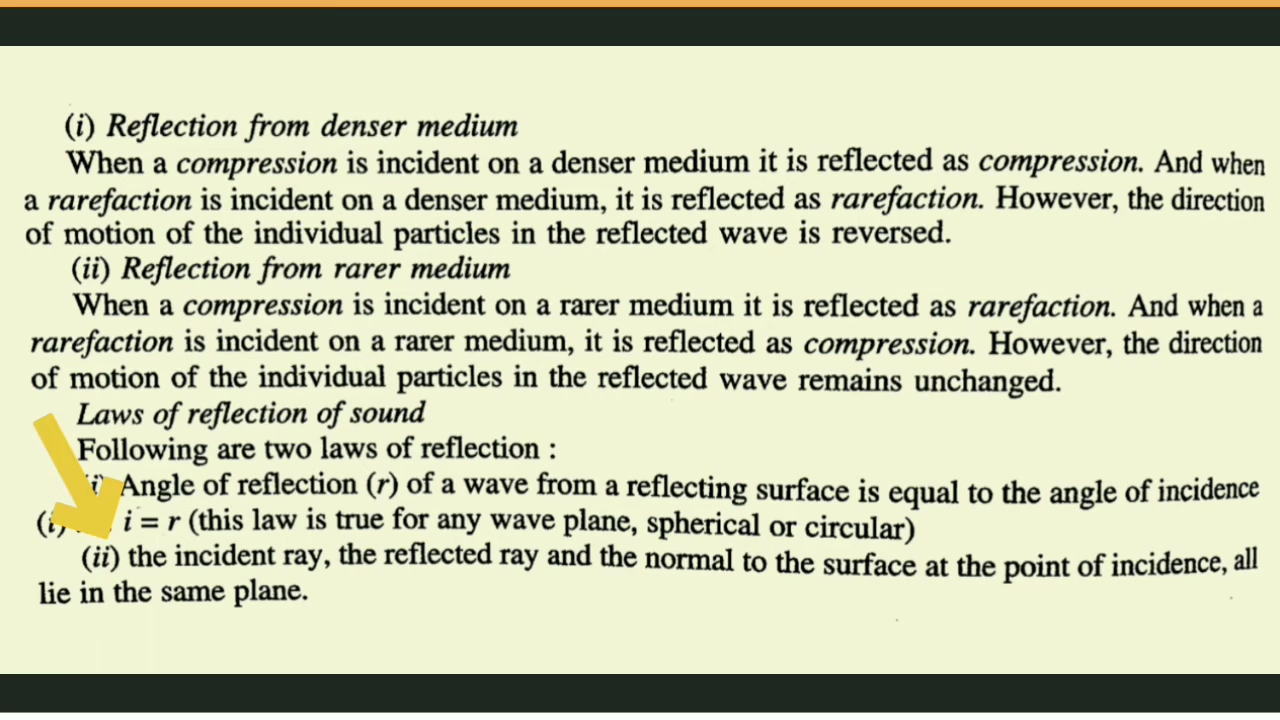 (i) Reflection from denser medium
When a compression is incident on a denser medium it is reflected as compression. And when
a rarefaction is incident on a denser medium, it is reflected as rarefaction. However, the direction
of motion of the individual particles in the reflected wave is reversed.
(ii) Reflection from rarer medium
When a compression is incident on a rarer medium it is reflected as rarefaction. And when a
rarefaction is incident on a rarer medium, it is reflected as compression. However, the direction
of motion of the individual particles in the reflected wave remains unchanged.
Laws of reflection of sound
Following are two laws of reflection :
(i) Angle of reflection (r) of a wave from a reflecting surface is equal to the angle of incidence
(i) i = r (this law is true for any wave plane, spherical or circular)
(ii) the incident ray, the reflected ray and the normal to the surface at the point of incidence, all
lie in the same plane.